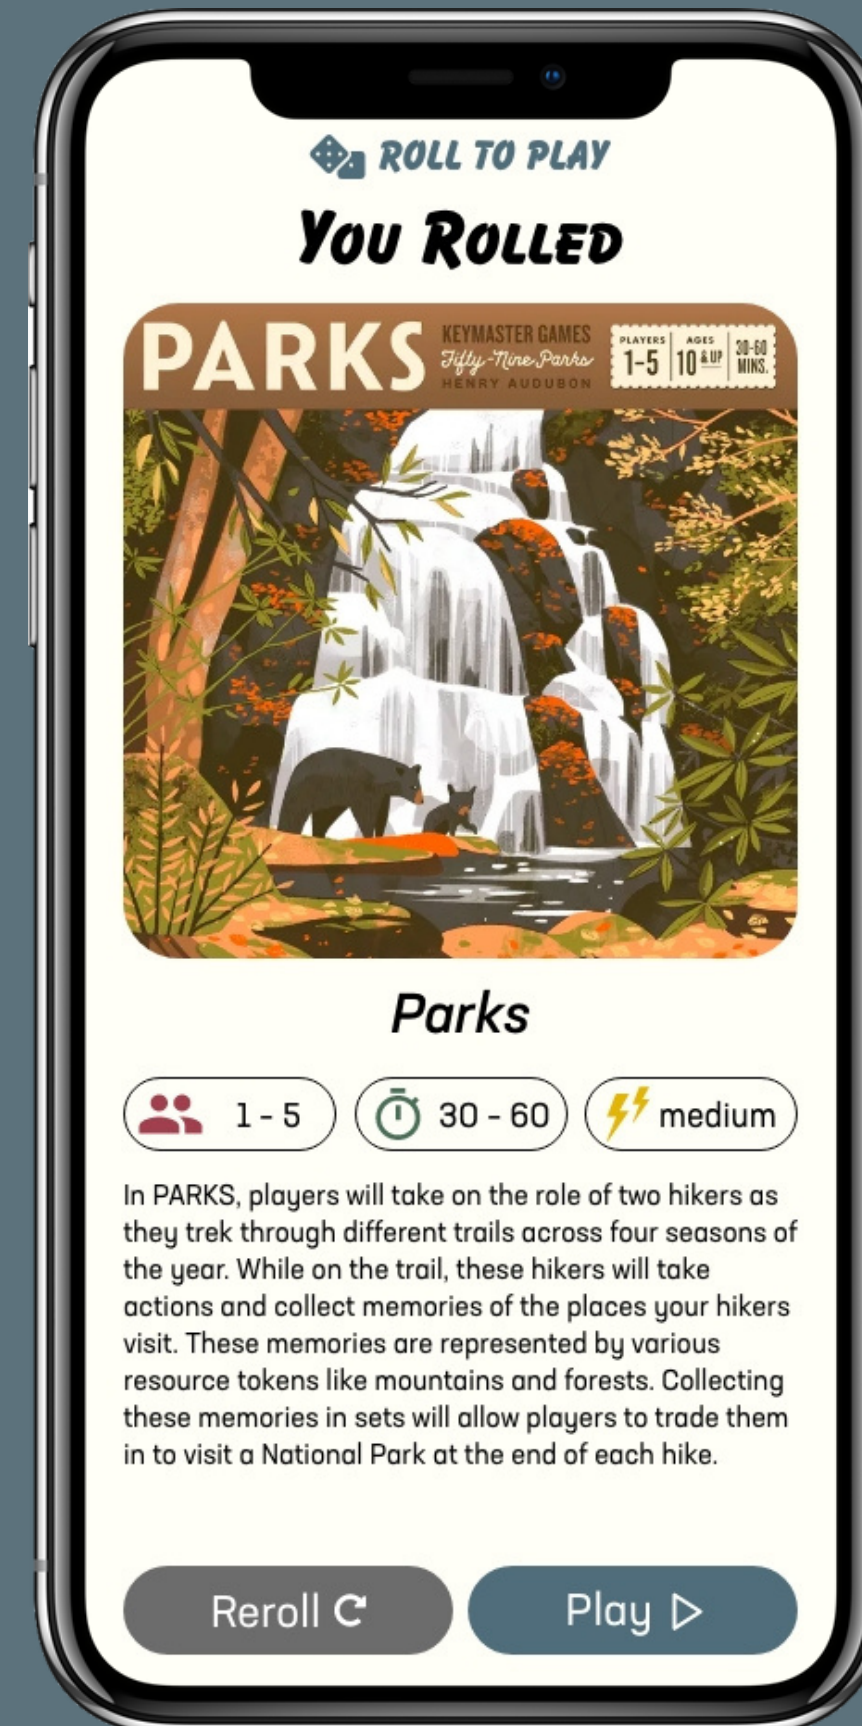 ROLL TO PLAY
YOU ROLLED
PARKS
KEYMASTER GAMES
Fifty-Nine Parks
HENRY AUDUBON
PLAYERS
1-5
AGES
10 & UP
30-60
MINS.
Parks
1 - 5
30 - 60
medium
In PARKS, players will take on the role of two hikers as
they trek through different trails across four seasons of
the year. While on the trail, these hikers will take
actions and collect memories of the places your hikers
visit. These memories are represented by various
resource tokens like mountains and forests. Collecting
these memories in sets will allow players to trade them
in to visit a National Park at the end of each hike.
Reroll
Play